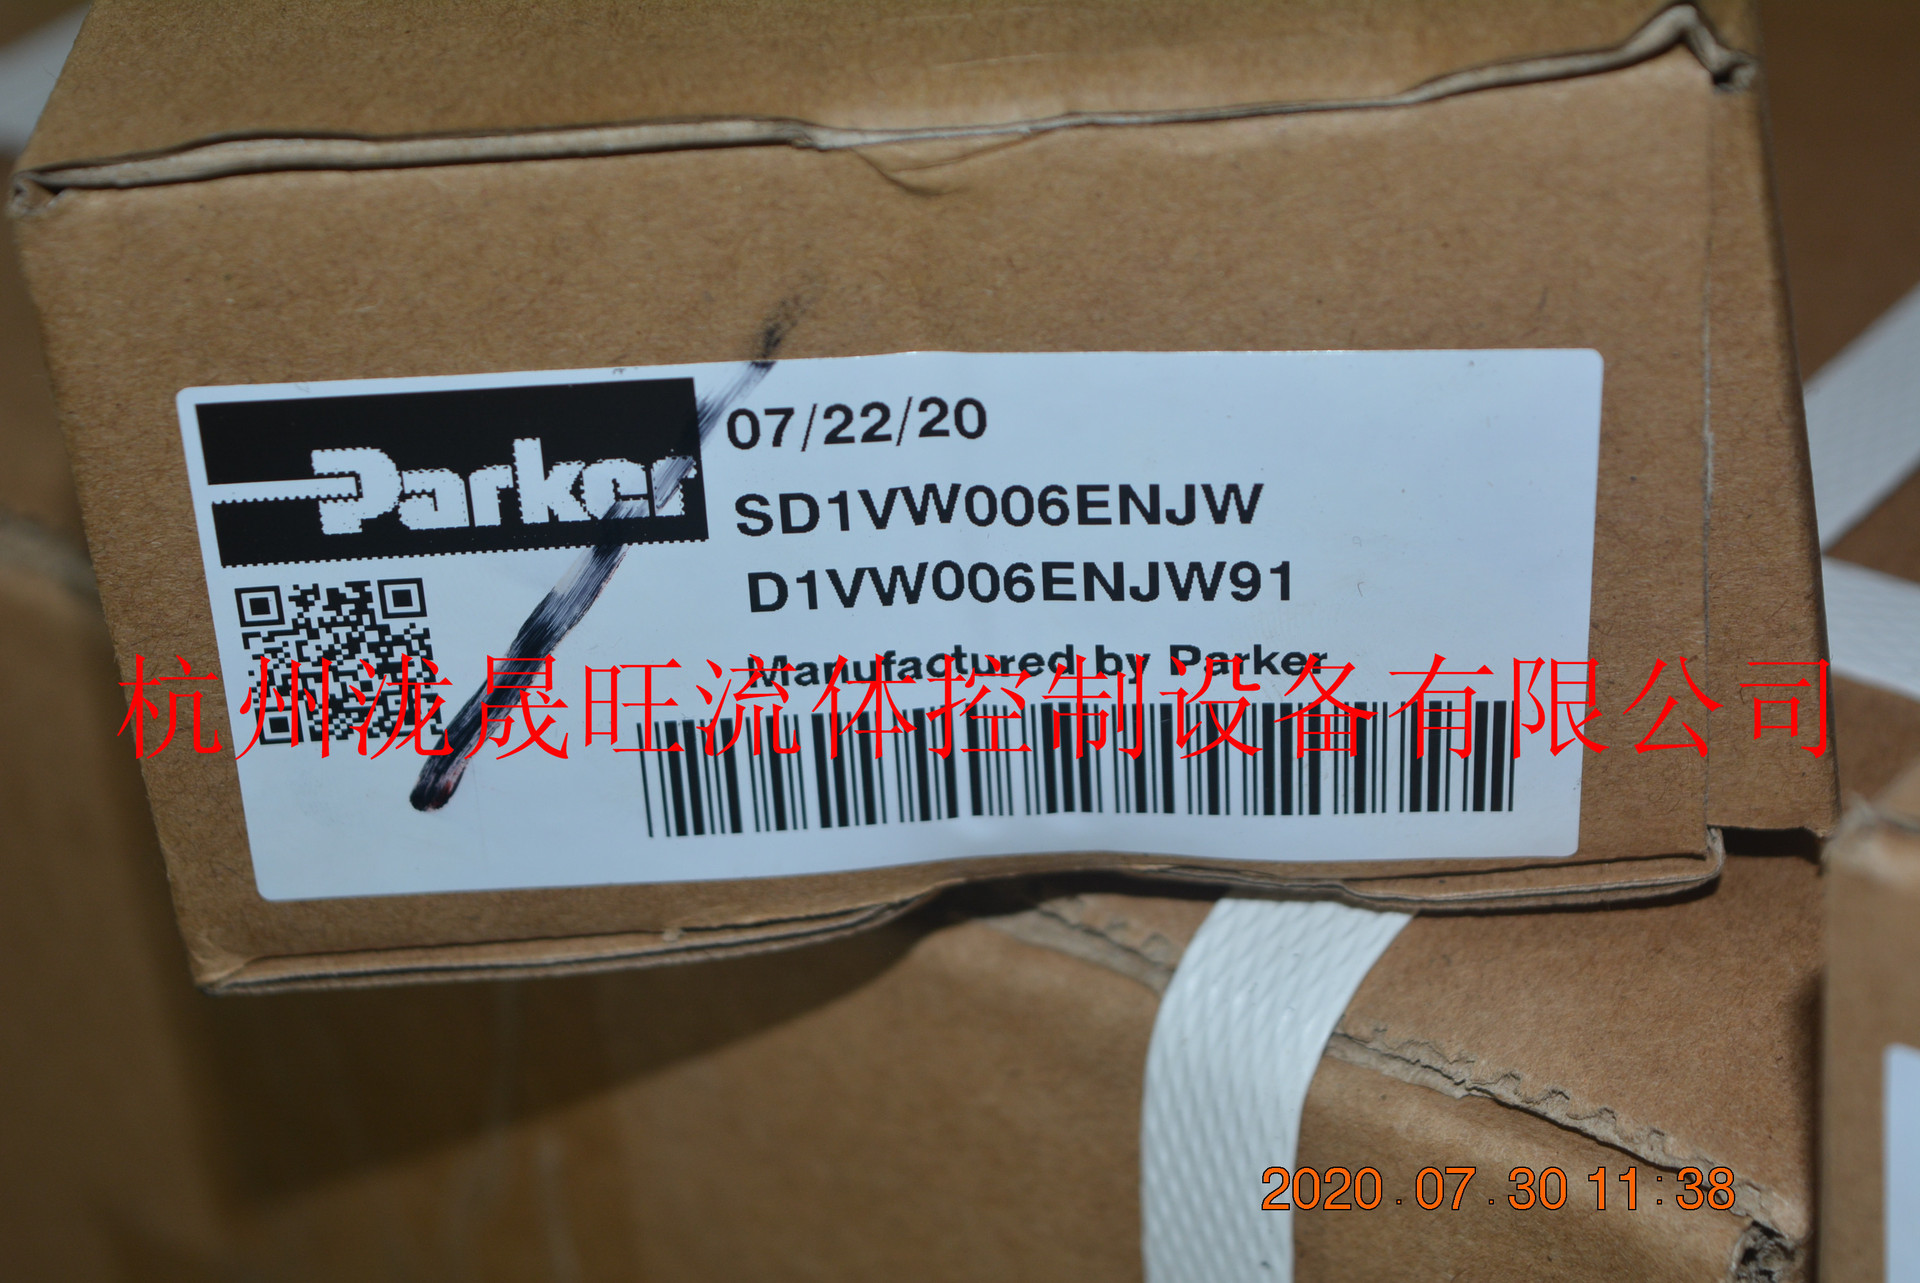 Parker
07/22/20
SD1VW006ENJW
D1VW006ENJW91
Manufactured by Parker
杭州泷晟旺流体控制设备有限公司
2020.07.30 11:38